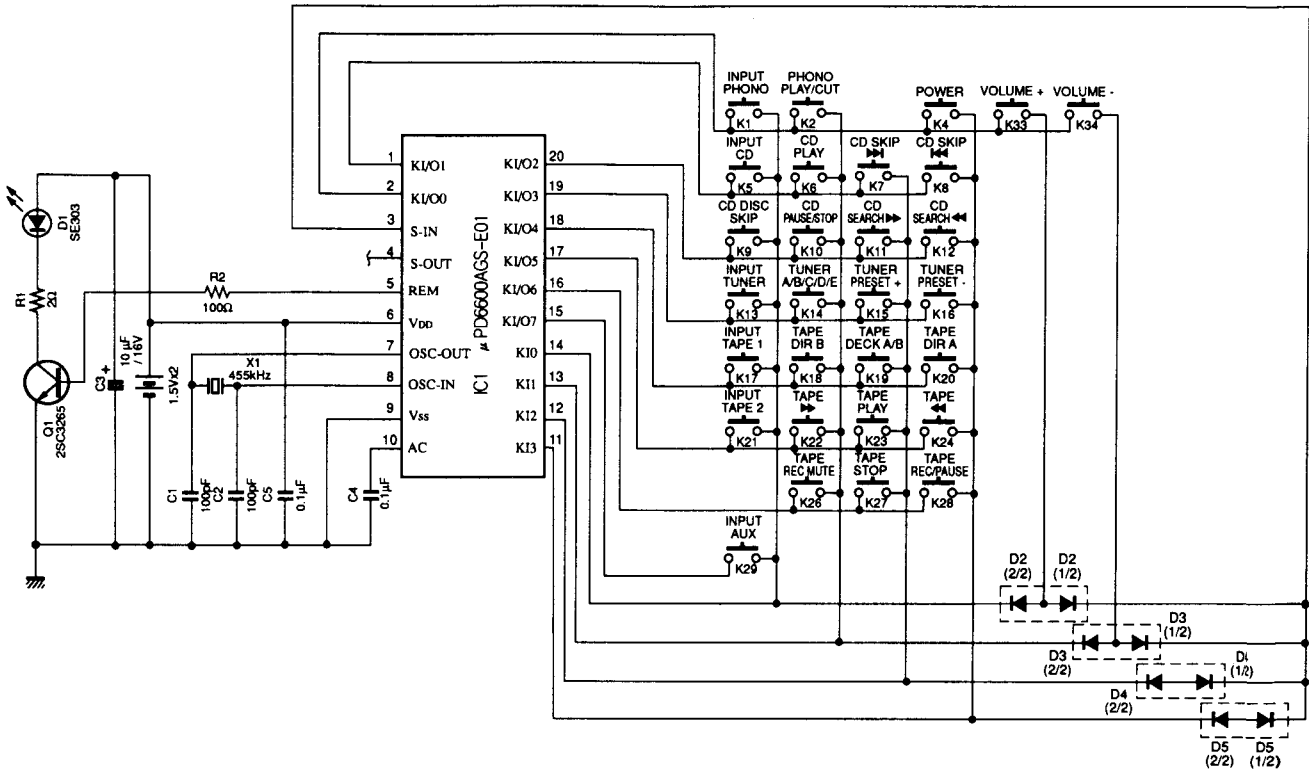 INPUT PHONO
K1
PHONO PLAY/CUT
K2
POWER
K4
VOLUME +
K33
VOLUME -
K34
INPUT CD
K5
CD PLAY
K6
CD SKIP ▶▶|
K7
CD SKIP |◀◀
K8
CD DISC SKIP
K9
CD PAUSE/STOP
K10
CD SEARCH ▶▶
K11
CD SEARCH ◀◀
K12
INPUT TUNER
K13
TUNER A/B/C/D/E
K14
TUNER PRESET +
K15
TUNER PRESET -
K16
INPUT TAPE 1
K17
TAPE DIR B
K18
TAPE DECK A/B
K19
TAPE DIR A
K20
INPUT TAPE 2
K21
TAPE ▶▶
K22
TAPE PLAY
K23
TAPE ◀◀
K24
TAPE REC MUTE
K26
TAPE STOP
K27
TAPE REC/PAUSE
K28
INPUT AUX
K29
1 KI/O1
2 KI/O0
3 S-IN
4 S-OUT
5 REM
6 VDD
7 OSC-OUT
8 OSC-IN
9 Vss
10 AC
KI/O2 20
KI/O3 19
KI/O4 18
KI/O5 17
KI/O6 16
KI/O7 15
KI0 14
KI1 13
KI2 12
KI3 11
μPD6600AGS-E01
IC1
D1
SE303
R1
2Ω
Q1
2SC3265
C3 +
10μF / 16V
1.5V×2
R2
100Ω
X1
455kHz
C1
100pF
C2
100pF
C5
0.1μF
C4
0.1μF
D2 (2/2)
D2 (1/2)
D3 (2/2)
D3 (1/2)
D4 (2/2)
(1/2)
D5 (2/2)
D5 (1/2)